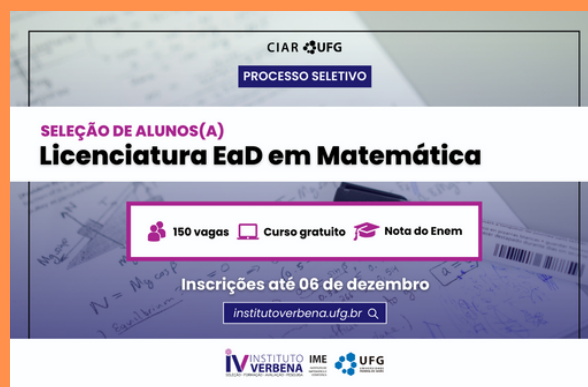 CIAR UFG
PROCESSO SELETIVO
SELEÇÃO DE ALUNOS(A)
Licenciatura EaD em Matemática
150 vagas Curso gratuito Nota do Enem
Inscrições até 06 de dezembro
institutoverbena.ufg.br
INSTITUTO VERBENA IME UFG